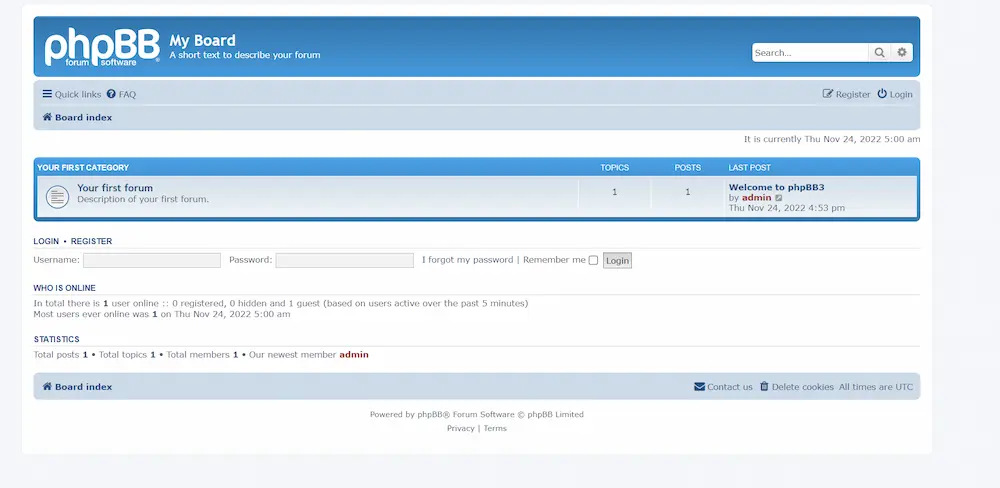 phpBB®
forum software
My Board
A short text to describe your forum
Search...
Quick links FAQ Register Login
Board index
It is currently Thu Nov 24, 2022 5:00 am
YOUR FIRST CATEGORY TOPICS POSTS LAST POST
Your first forum
Description of your first forum.
1 1
Welcome to phpBB3
by admin
Thu Nov 24, 2022 4:53 pm
LOGIN • REGISTER
Username: Password: I forgot my password | Remember me Login
WHO IS ONLINE
In total there is 1 user online :: 0 registered, 0 hidden and 1 guest (based on users active over the past 5 minutes)
Most users ever online was 1 on Thu Nov 24, 2022 5:00 am
STATISTICS
Total posts 1 • Total topics 1 • Total members 1 • Our newest member admin
Board index Contact us Delete cookies All times are UTC
Powered by phpBB® Forum Software © phpBB Limited
Privacy | Terms